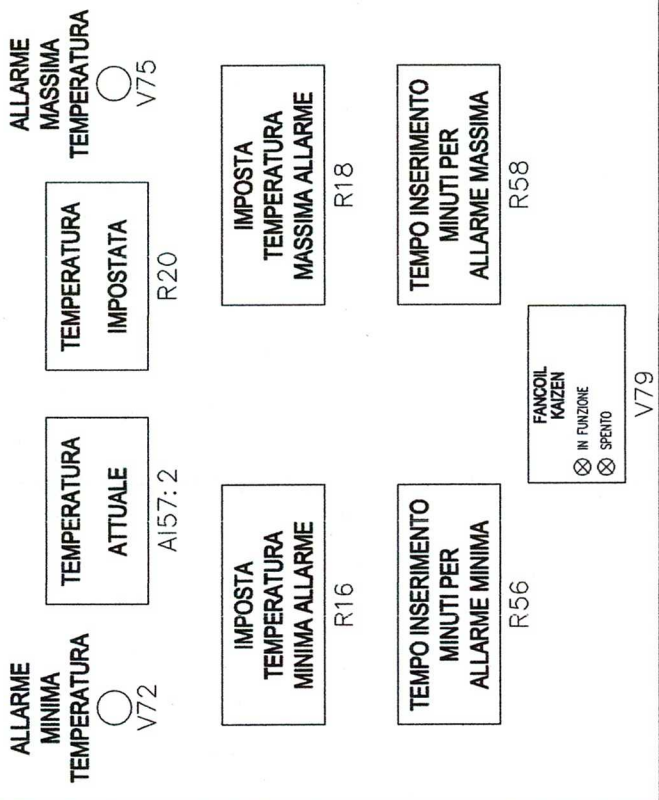 ALLARME
MINIMA
TEMPERATURA
V72
TEMPERATURA
ATTUALE
AI57:2
TEMPERATURA
IMPOSTATA
R20
ALLARME
MASSIMA
TEMPERATURA
V75
IMPOSTA
TEMPERATURA
MINIMA ALLARME
R16
IMPOSTA
TEMPERATURA
MASSIMA ALLARME
R18
TEMPO INSERIMENTO
MINUTI PER
ALLARME MINIMA
R56
TEMPO INSERIMENTO
MINUTI PER
ALLARME MASSIMA
R58
FANCOIL
KAIZEN
IN FUNZIONE
SPENTO
V79